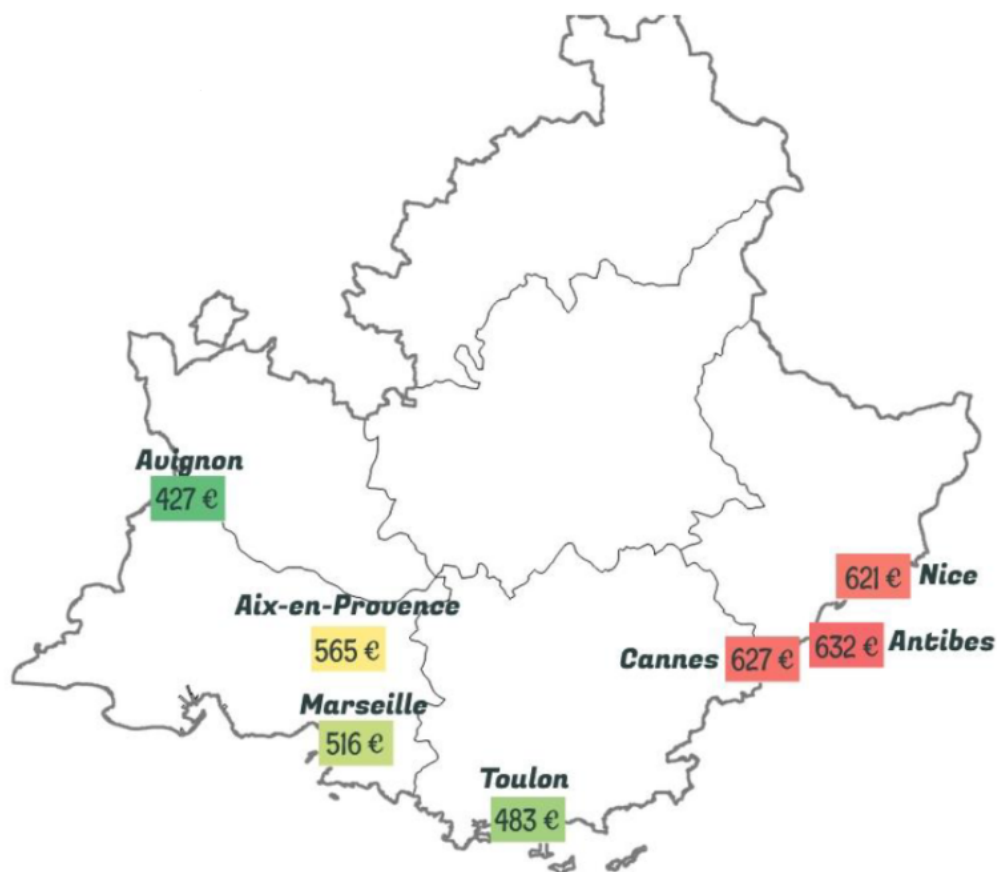 Avignon
427 €
Aix-en-Provence
565 €
Marseille
516 €
Toulon
483 €
Cannes 627 €
632 € Antibes
621 € Nice